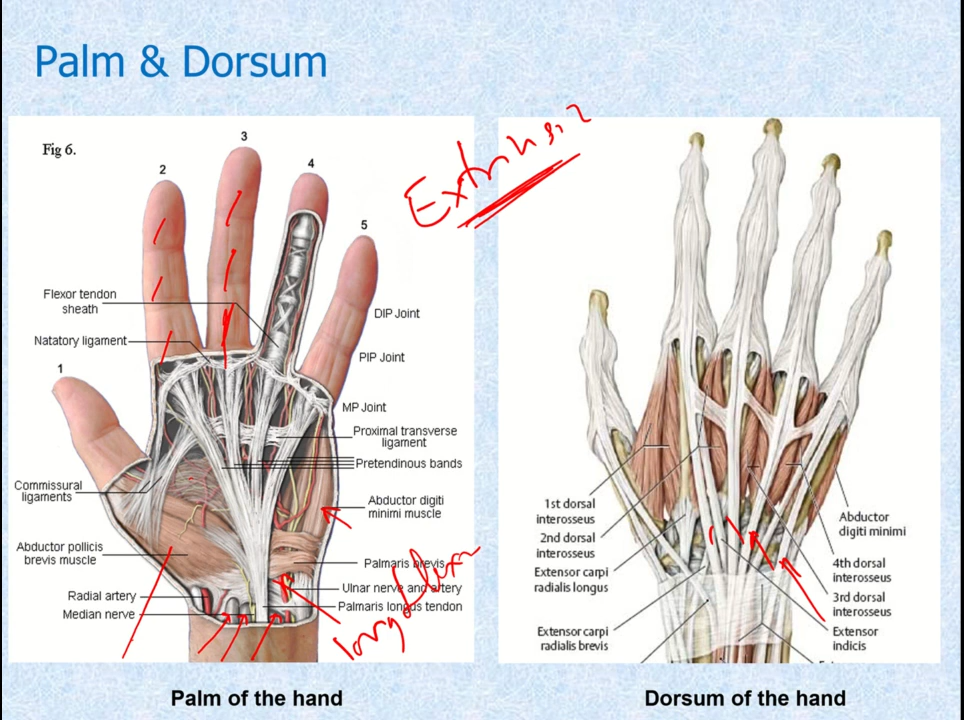 Palm & Dorsum
Fig 6.
1
2
3
4
5
Flexor tendon
sheath
Natatory ligament
Commissural
ligaments
Abductor pollicis
brevis muscle
Radial artery
Median nerve
DIP Joint
PIP Joint
MP Joint
Proximal transverse
ligament
Pretendinous bands
Abductor digiti
minimi muscle
Palmaris brevis
Ulnar nerve and artery
Palmaris longus tendon
Palm of the hand
1st dorsal
interosseus
2nd dorsal
interosseus
Extensor carpi
radialis longus
Extensor carpi
radialis brevis
Abductor
digiti minimi
4th dorsal
interosseus
3rd dorsal
interosseus
Extensor
indicis
Dorsum of the hand